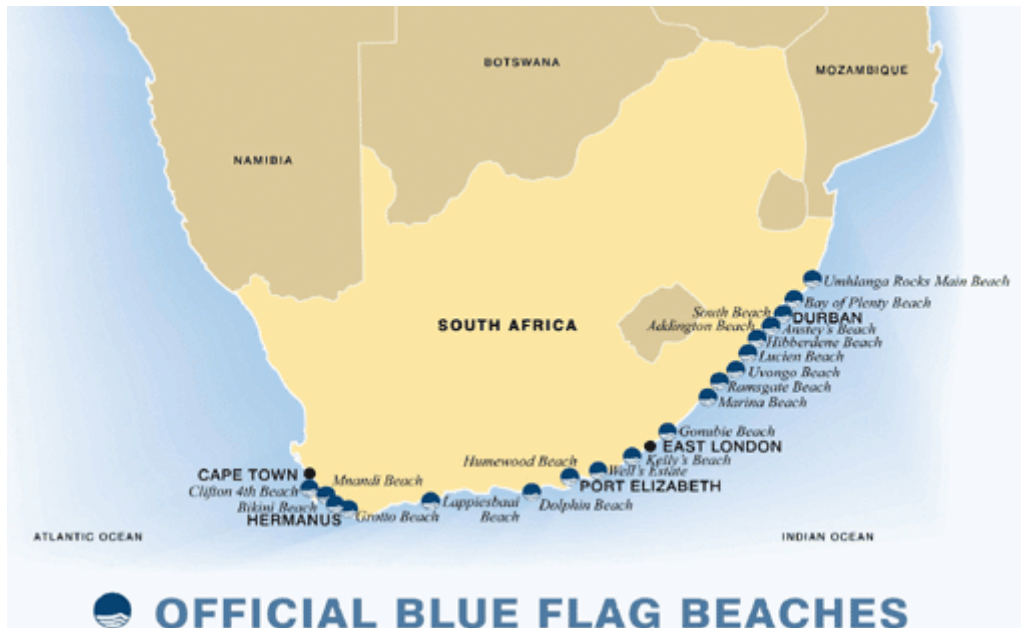 BOTSWANA
MOZAMBIQUE
NAMIBIA
Umhlanga Rocks Main Beach
Bay of Plenty Beach
South Beach
DURBAN
SOUTH AFRICA
Addington Beach
Anstey's Beach
Hibberdene Beach
Lucien Beach
Uvongo Beach
Ramsgate Beach
Marina Beach
Gonubie Beach
EAST LONDON
Kelly's Beach
Humewood Beach
Well's Estate
CAPE TOWN
Mnandi Beach
PORT ELIZABETH
Clifton 4th Beach
Bikini Beach
Lappiesbaai
Beach
Dolphin Beach
HERMANUS
Grotto Beach
ATLANTIC OCEAN
INDIAN OCEAN
OFFICIAL BLUE FLAG BEACHES